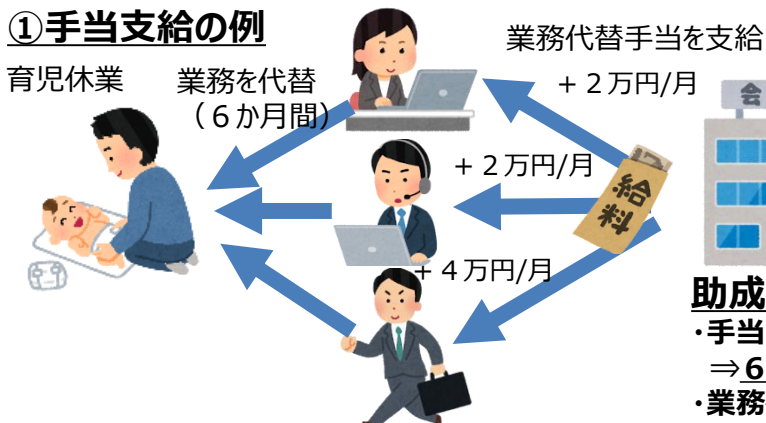 ①手当支給の例
育児休業
業務を代替
（６か月間）
業務代替手当を支給
+２万円/月
+２万円/月
+４万円/月
給料
会
助成
・手当
⇒６
・業務